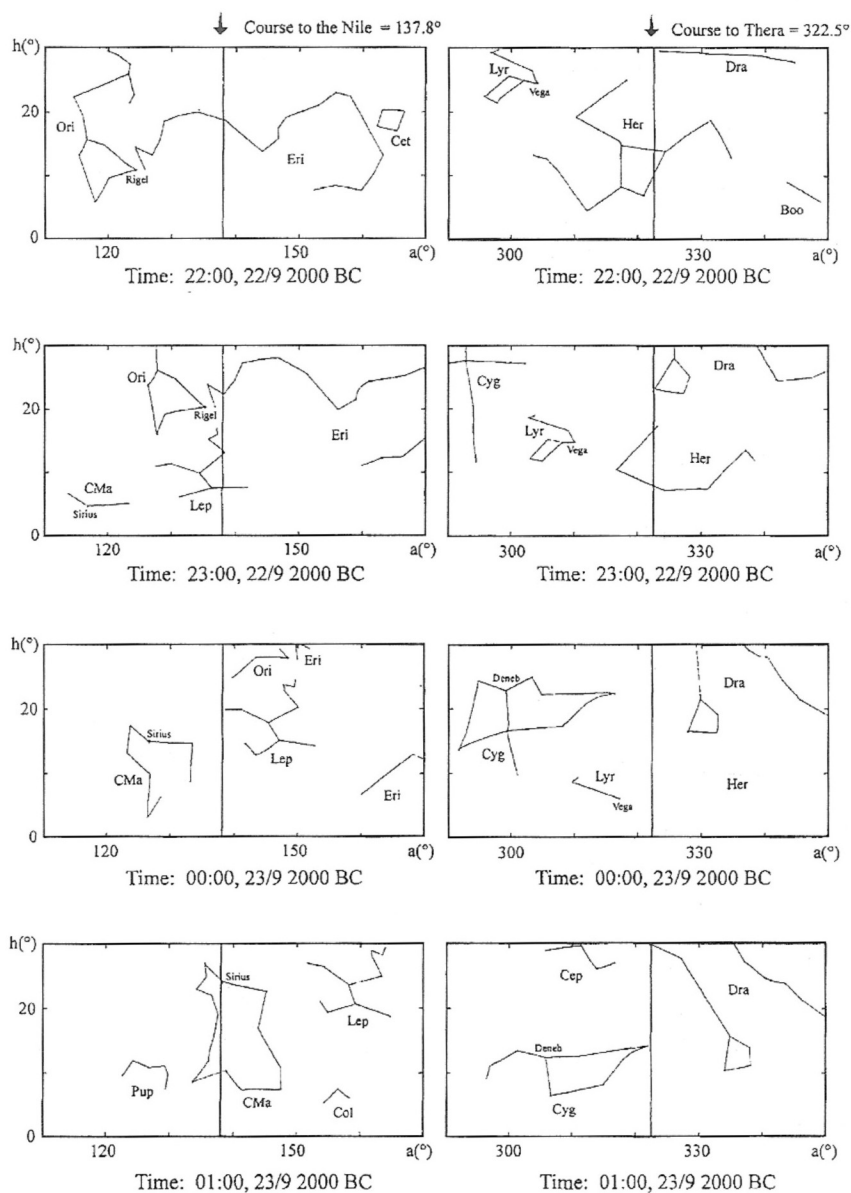 Course to the Nile = 137.8°
Course to Thera = 322.5°
h(°)
20
0
Ori
Rigel
Eri
Cet
120
150
a(°)
Time: 22:00, 22/9 2000 BC
Lyr
Vega
Her
Dra
Boo
300
330
a(°)
Time: 22:00, 22/9 2000 BC
h(°)
20
0
Ori
Rigel
Eri
CMa
Sirius
Lep
120
150
a(°)
Time: 23:00, 22/9 2000 BC
Cyg
Lyr
Vega
Dra
Her
300
330
a(°)
Time: 23:00, 22/9 2000 BC
h(°)
20
0
Ori
Eri
Sirius
CMa
Lep
Eri
120
150
a(°)
Time: 00:00, 23/9 2000 BC
Deneb
Cyg
Lyr
Vega
Dra
Her
300
330
a(°)
Time: 00:00, 23/9 2000 BC
h(°)
20
0
Sirius
Lep
Pup
CMa
Col
120
150
a(°)
Time: 01:00, 23/9 2000 BC
Cep
Dra
Deneb
Cyg
300
330
a(°)
Time: 01:00, 23/9 2000 BC